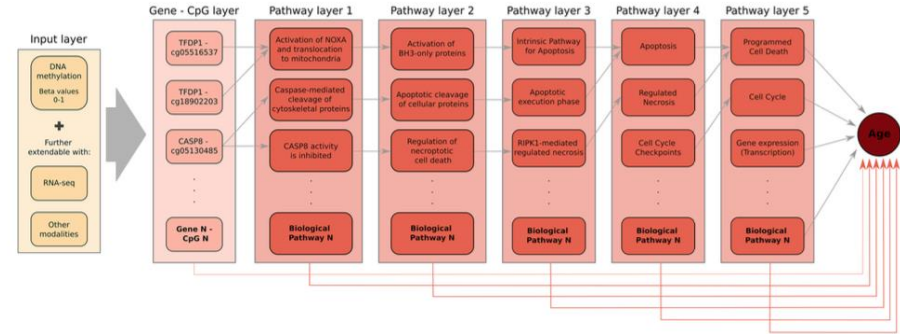 Input layer
DNA
methylation
Beta values
0-1
+
Further
extendable with:
RNA-seq
Other
modalities
Gene - CpG layer
TFDP1 -
cg05516537
TFDP1 -
cg18902203
CASP8 -
cg05130485
.
.
.
Gene N -
CpG N
Pathway layer 1
Activation of NOXA
and translocation
to mitochondria
Caspase-mediated
cleavage of
cytoskeletal proteins
CASP8 activity
is inhibited
.
.
.
Biological
Pathway N
Pathway layer 2
Activation of
BH3-only proteins
Apoptotic cleavage
of cellular proteins
Regulation of
necroptotic
cell death
.
.
.
Biological
Pathway N
Pathway layer 3
Intrinsic Pathway
for Apoptosis
Apoptotic
execution phase
RIPK1-mediated
regulated necrosis
.
.
.
Biological
Pathway N
Pathway layer 4
Apoptosis
Regulated
Necrosis
Cell Cycle
Checkpoints
.
.
.
Biological
Pathway N
Pathway layer 5
Programmed
Cell Death
Cell Cycle
Gene expression
(Transcription)
.
.
.
Biological
Pathway N
Age